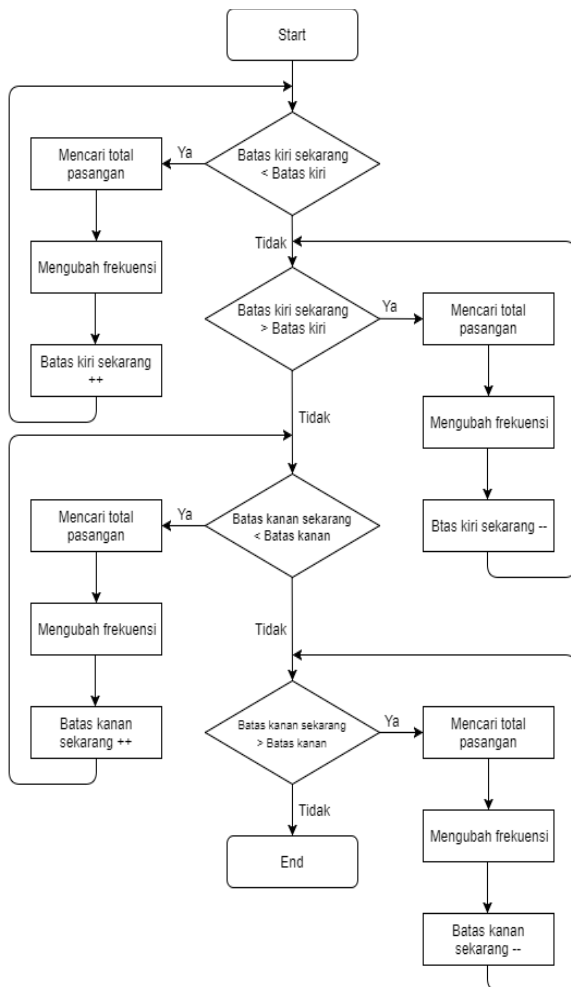 Start
Batas kiri sekarang
< Batas kiri
Ya
Mencari total
pasangan
Mengubah frekuensi
Batas kiri sekarang
++
Tidak
Batas kiri sekarang
> Batas kiri
Ya
Mencari total
pasangan
Mengubah frekuensi
Btas kiri sekarang --
Tidak
Batas kanan sekarang
< Batas kanan
Ya
Mencari total
pasangan
Mengubah frekuensi
Batas kanan
sekarang ++
Tidak
Batas kanan sekarang
> Batas kanan
Ya
Mencari total
pasangan
Mengubah frekuensi
Batas kanan
sekarang --
Tidak
End